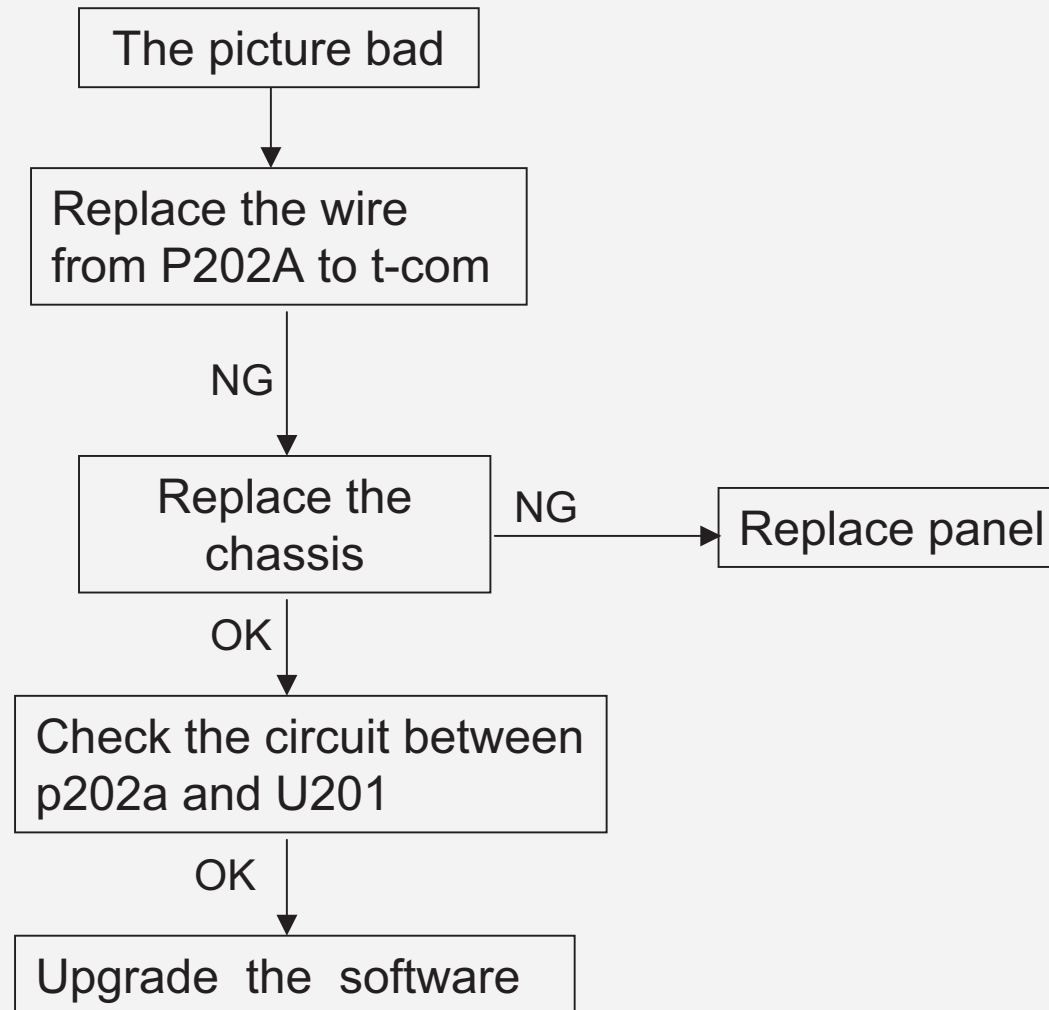 The picture bad
Replace the wire
from P202A to t-com
NG
Replace the
chassis
NG
Replace panel
OK
Check the circuit between
p202a and U201
OK
Upgrade the software